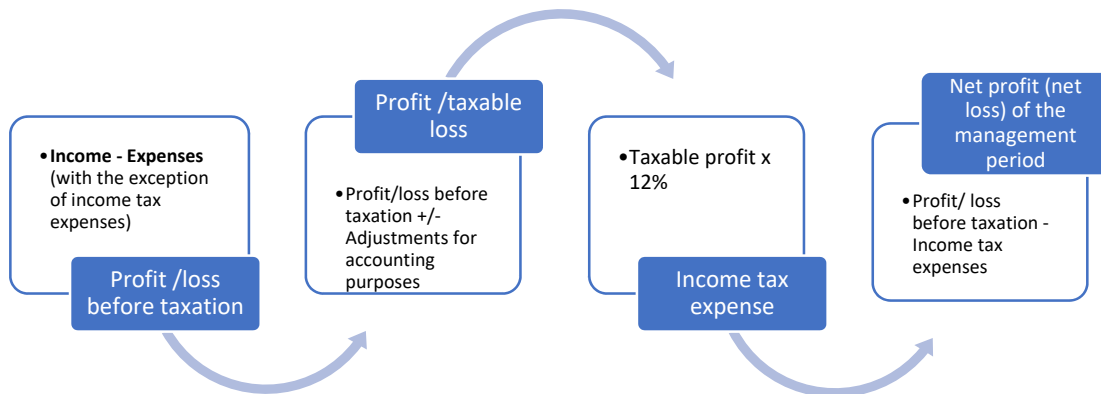 •Income - Expenses
(with the exception
of income tax
expenses)
Profit /loss
before taxation
Profit /taxable
loss
•Profit/loss before
taxation +/-
Adjustments for
accounting
purposes
•Taxable profit x
12%
Income tax
expense
Net profit (net
loss) of the
management
period
•Profit/ loss
before taxation -
Income tax
expenses